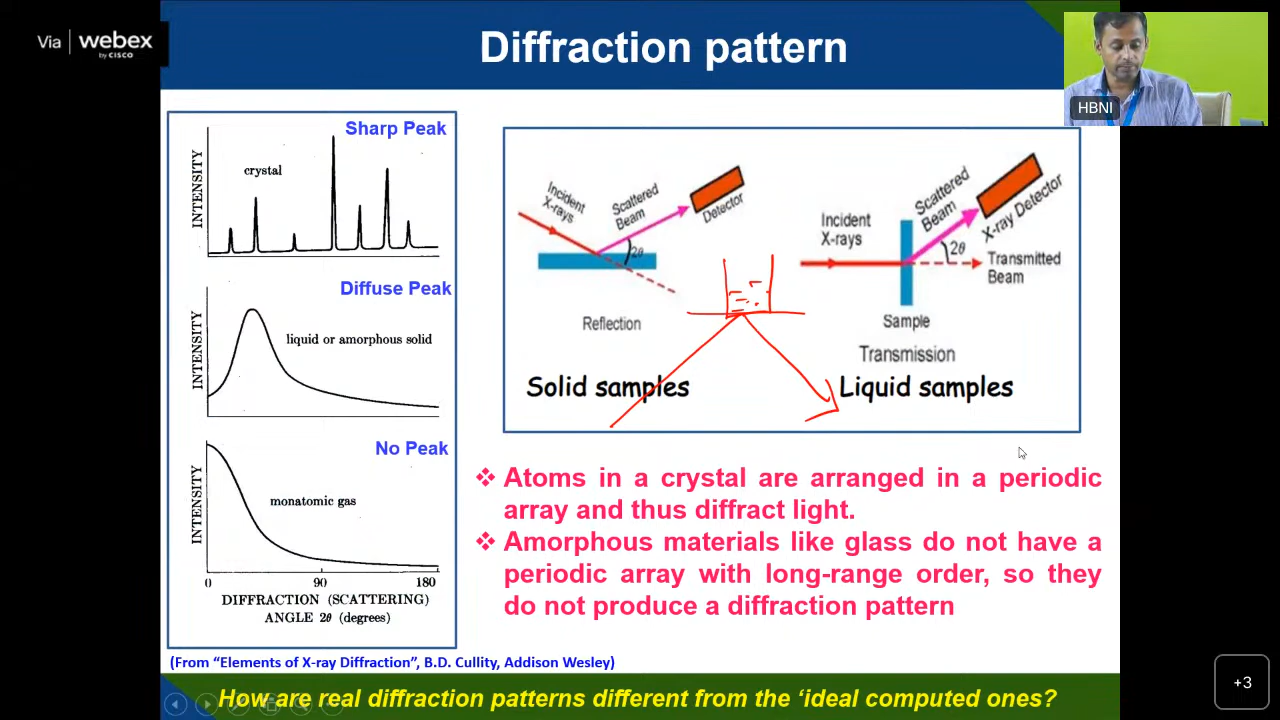 Via | webex
by CISCO
Diffraction pattern
HBNI
Sharp Peak
crystal
INTENSITY
Diffuse Peak
liquid or amorphous solid
INTENSITY
No Peak
monatomic gas
INTENSITY
0 90 180
DIFFRACTION (SCATTERING)
ANGLE 2θ (degrees)
(From “Elements of X-ray Diffraction”, B.D. Cullity, Addison Wesley)
Incident
X-rays
Scattered
Beam
Detector
2θ
Reflection
Solid samples
Incident
X-rays
Scattered
Beam
X-ray Detector
2θ
Transmitted
Beam
Sample
Transmission
Liquid samples
❖ Atoms in a crystal are arranged in a periodic
array and thus diffract light.
❖ Amorphous materials like glass do not have a
periodic array with long-range order, so they
do not produce a diffraction pattern
How are real diffraction patterns different from the ‘ideal computed ones?
+3